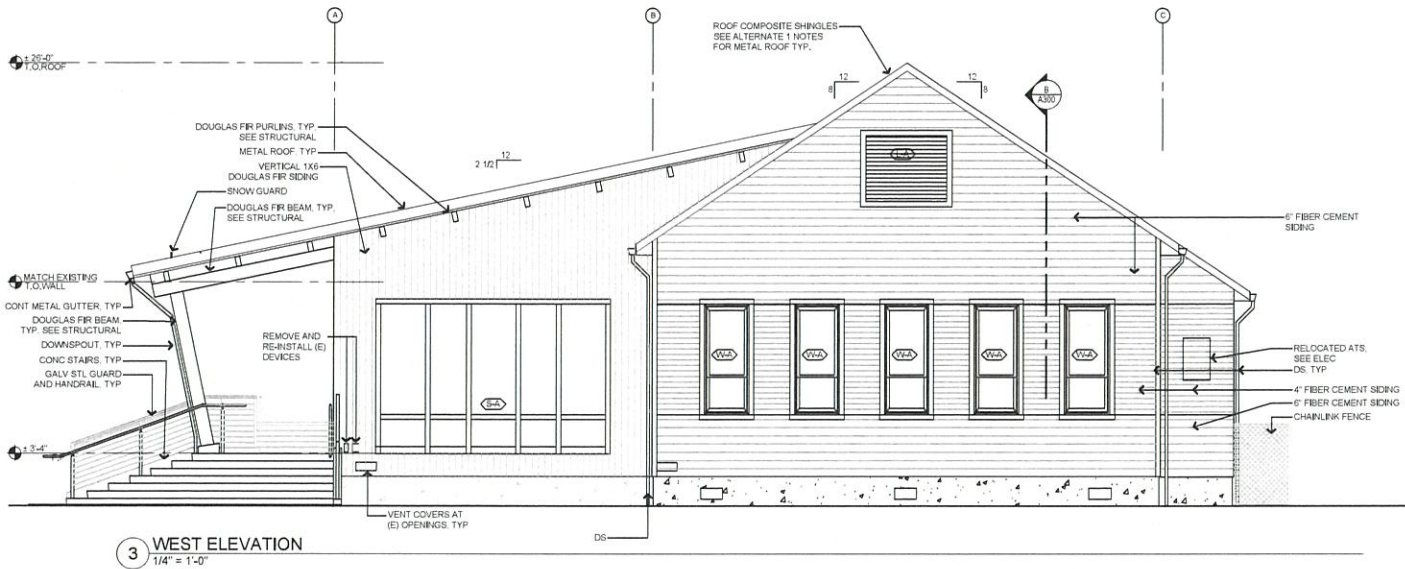 A
B
C
ROOF COMPOSITE SHINGLES
SEE ALTERNATE 1 NOTES
FOR METAL ROOF TYP.
± 26'-0"
T.O.ROOF
12
8
12
8
B
A300
DOUGLAS FIR PURLINS, TYP.
SEE STRUCTURAL
METAL ROOF, TYP
VERTICAL 1X6
DOUGLAS FIR SIDING
SNOW GUARD
DOUGLAS FIR BEAM, TYP.
SEE STRUCTURAL
12
2 1/2
L-A
6" FIBER CEMENT
SIDING
MATCH EXISTING
T.O.WALL
CONT METAL GUTTER, TYP
DOUGLAS FIR BEAM,
TYP. SEE STRUCTURAL
DOWNSPOUT, TYP
CONC STAIRS, TYP
GALV STL GUARD
AND HANDRAIL, TYP
REMOVE AND
RE-INSTALL (E)
DEVICES
W-A
W-A
W-A
W-A
W-A
S-A
RELOCATED ATS,
SEE ELEC
DS, TYP
4" FIBER CEMENT SIDING
6" FIBER CEMENT SIDING
CHAINLINK FENCE
± 3'-4"
VENT COVERS AT
(E) OPENINGS, TYP
DS
3
WEST ELEVATION
1/4" = 1'-0"